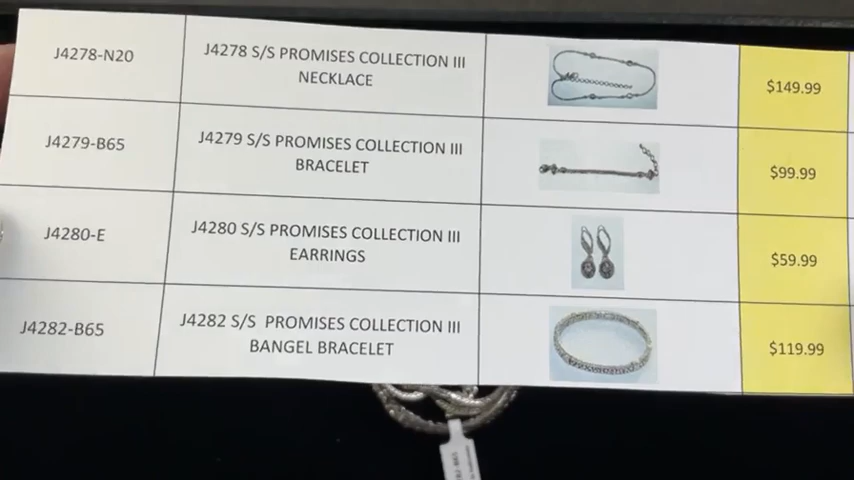 J4278-N20
J4278 S/S PROMISES COLLECTION III
NECKLACE
$149.99
J4279-B65
J4279 S/S PROMISES COLLECTION III
BRACELET
$99.99
J4280-E
J4280 S/S PROMISES COLLECTION III
EARRINGS
$59.99
J4282-B65
J4282 S/S PROMISES COLLECTION III
BANGEL BRACELET
$119.99